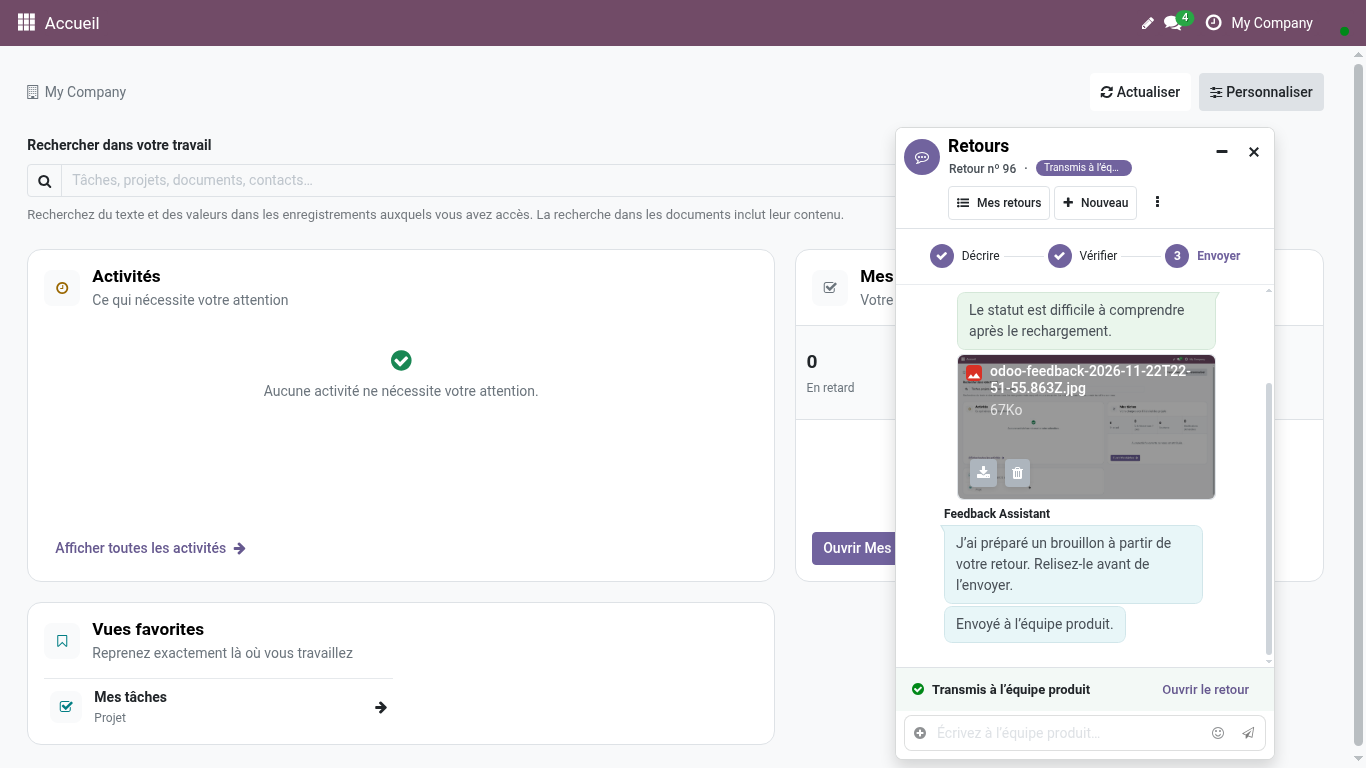 Accueil
4
My Company
My Company
Actualiser
Personnaliser
Rechercher dans votre travail
Tâches, projets, documents, contacts…
Recherchez du texte et des valeurs dans les enregistrements auxquels vous avez accès. La recherche dans les documents inclut leur contenu.
Activités
Ce qui nécessite votre attention
Aucune activité ne nécessite votre attention.
Afficher toutes les activités
Mes
Votre
0
En retard
Ouvrir Mes
Vues favorites
Reprenez exactement là où vous travaillez
Mes tâches
Projet
Retours
Retour nº 96 · Transmis à l’éq…
Mes retours
Nouveau
Décrire
Vérifier
3 Envoyer
Le statut est difficile à comprendre
après le rechargement.
odoo-feedback-2026-11-22T22-
51-55.863Z.jpg
67Ko
Feedback Assistant
J’ai préparé un brouillon à partir de
votre retour. Relisez-le avant de
l’envoyer.
Envoyé à l’équipe produit.
Transmis à l’équipe produit
Ouvrir le retour
Écrivez à l’équipe produit…